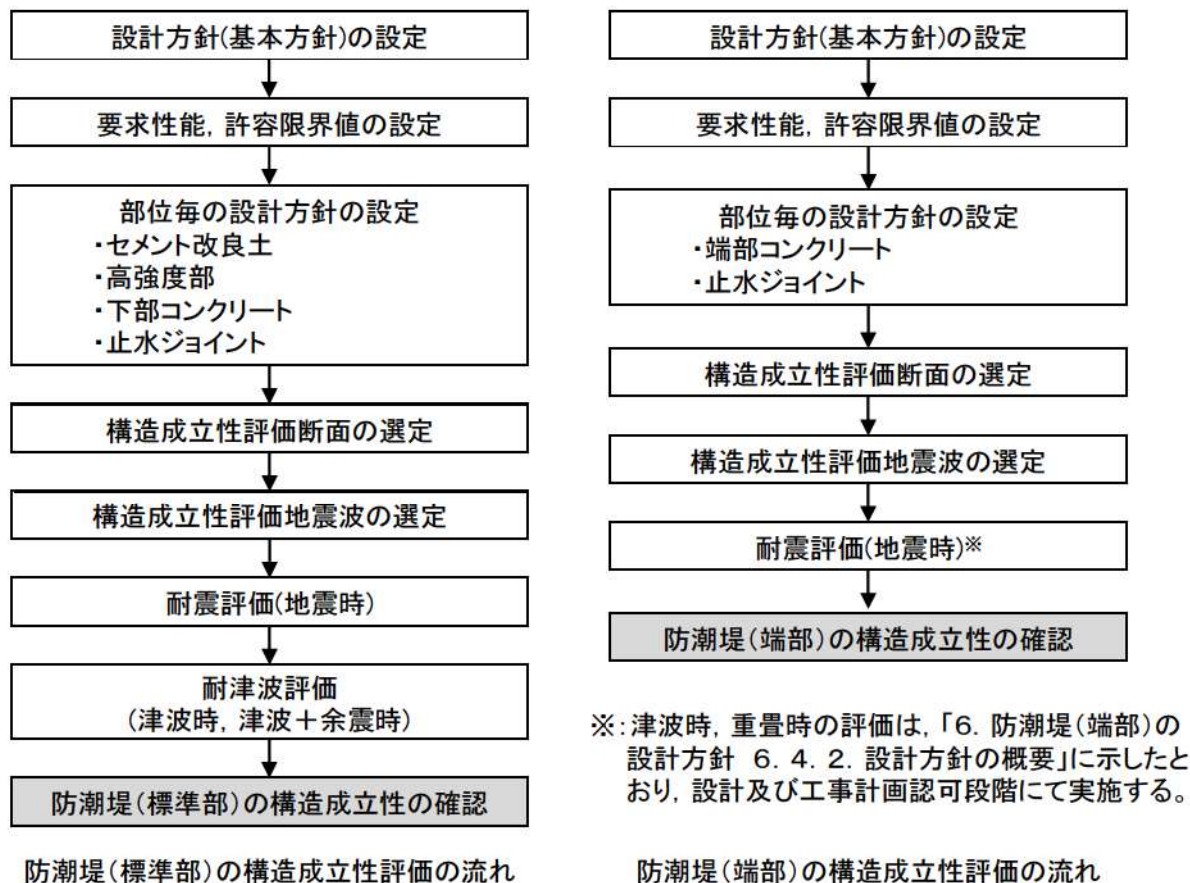 設計方針(基本方針)の設定
要求性能，許容限界値の設定
部位毎の設計方針の設定
・セメント改良土
・高強度部
・下部コンクリート
・止水ジョイント
構造成立性評価断面の選定
構造成立性評価地震波の選定
耐震評価(地震時)
耐津波評価
(津波時，津波＋余震時)
防潮堤(標準部)の構造成立性の確認
防潮堤(標準部)の構造成立性評価の流れ
設計方針(基本方針)の設定
要求性能，許容限界値の設定
部位毎の設計方針の設定
・端部コンクリート
・止水ジョイント
構造成立性評価断面の選定
構造成立性評価地震波の選定
耐震評価(地震時)※
防潮堤(端部)の構造成立性の確認
※：津波時，重畳時の評価は，「6．防潮堤(端部)の
設計方針 6．4．2．設計方針の概要」に示したと
おり，設計及び工事計画認可段階にて実施する。
防潮堤(端部)の構造成立性評価の流れ